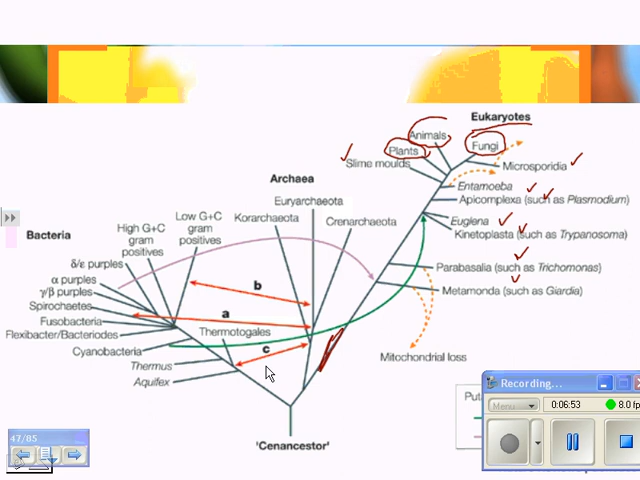 Eukaryotes
Animals
Plants
Fungi
Slime moulds
Microsporidia
Archaea
Entamoeba
Apicomplexa (such as Plasmodium)
Euryarchaeota
Korarchaeota
Crenarchaeota
Euglena
Kinetoplasta (such as Trypanosoma)
Bacteria
High G+C
gram
positives
Low G+C
gram
positives
δ/ε purples
α purples
γ/β purples
Spirochaetes
Fusobacteria
Flexibacter/Bacteriodes
Cyanobacteria
Thermus
Aquifex
Thermotogales
a
b
c
Parabasalia (such as Trichomonas)
Metamonda (such as Giardia)
Mitochondrial loss
'Cenancestor'
47/85
Recording...
Menu
0:06:53
8.0 fp